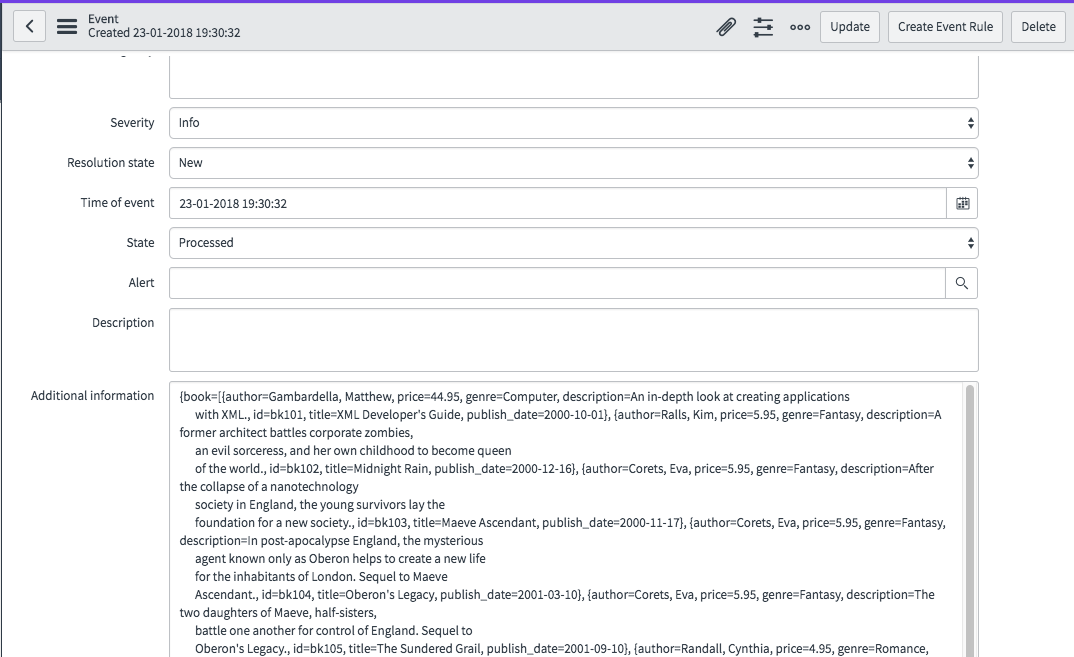 Event
Created 23-01-2018 19:30:32
Update
Create Event Rule
Delete
Severity
Info
Resolution state
New
Time of event
23-01-2018 19:30:32
State
Processed
Alert
Description
Additional information
{book=[{author=Gambardella, Matthew, price=44.95, genre=Computer, description=An in-depth look at creating applications
with XML., id=bk101, title=XML Developer's Guide, publish_date=2000-10-01}, {author=Ralls, Kim, price=5.95, genre=Fantasy, description=A
former architect battles corporate zombies,
an evil sorceress, and her own childhood to become queen
of the world., id=bk102, title=Midnight Rain, publish_date=2000-12-16}, {author=Corets, Eva, price=5.95, genre=Fantasy, description=After
the collapse of a nanotechnology
society in England, the young survivors lay the
foundation for a new society., id=bk103, title=Maeve Ascendant, publish_date=2000-11-17}, {author=Corets, Eva, price=5.95, genre=Fantasy,
description=In post-apocalypse England, the mysterious
agent known only as Oberon helps to create a new life
for the inhabitants of London. Sequel to Maeve
Ascendant., id=bk104, title=Oberon's Legacy, publish_date=2001-03-10}, {author=Corets, Eva, price=5.95, genre=Fantasy, description=The
two daughters of Maeve, half-sisters,
battle one another for control of England. Sequel to
Oberon's Legacy., id=bk105, title=The Sundered Grail, publish_date=2001-09-10}, {author=Randall, Cynthia, price=4.95, genre=Romance,